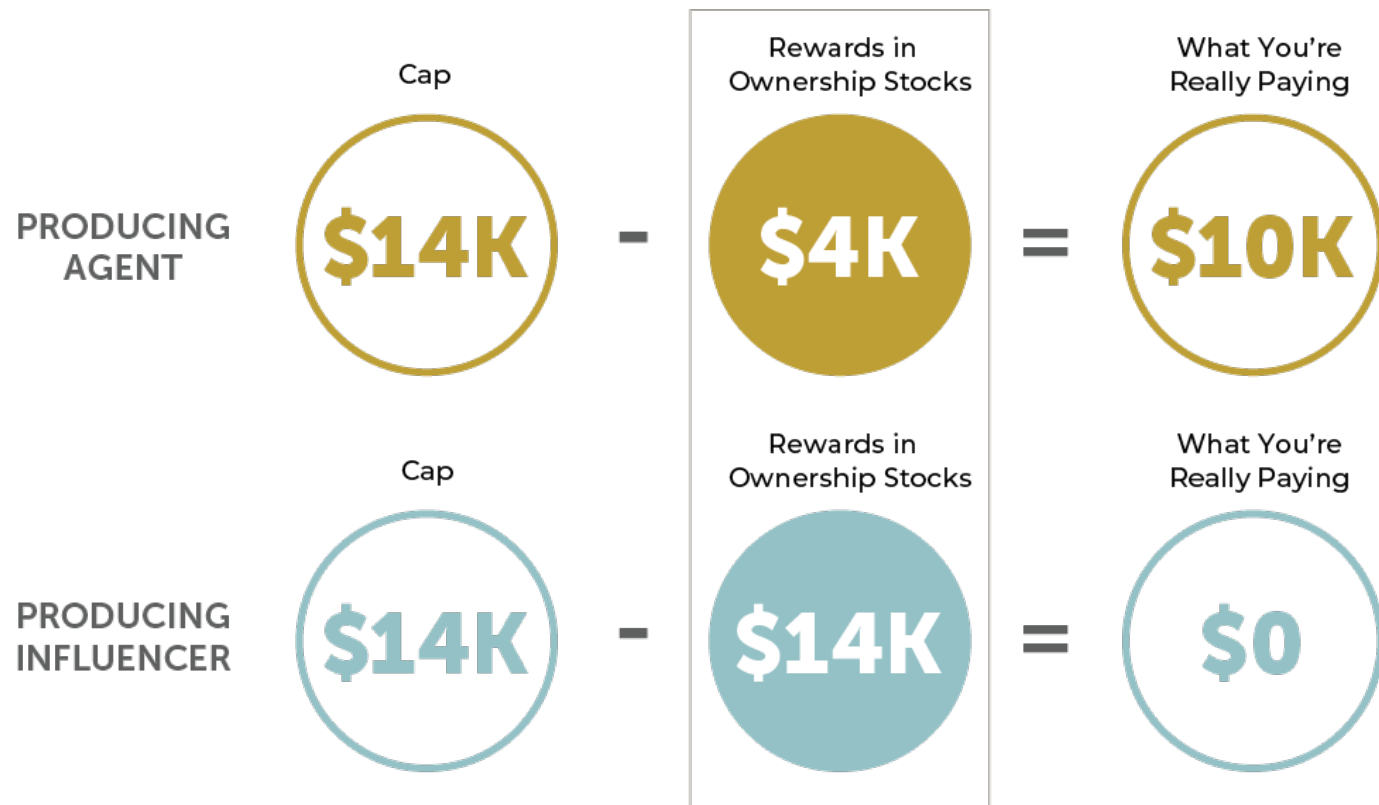 Cap
Rewards in
Ownership Stocks
What You're
Really Paying
PRODUCING
AGENT
$14K
-
$4K
=
$10K
Cap
Rewards in
Ownership Stocks
What You're
Really Paying
PRODUCING
INFLUENCER
$14K
-
$14K
=
$0